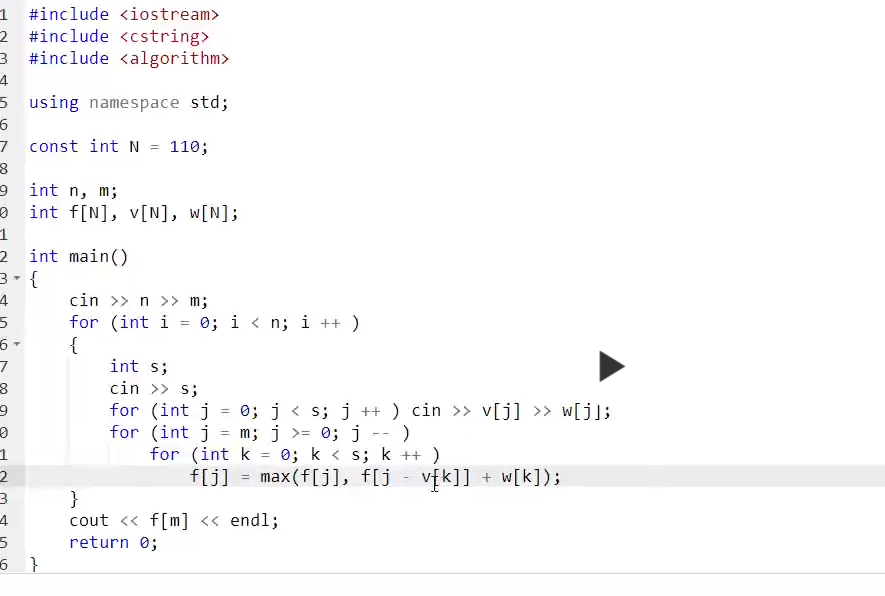 1 #include <iostream>
2 #include <cstring>
3 #include <algorithm>
4
5 using namespace std;
6
7 const int N = 110;
8
9 int n, m;
0 int f[N], v[N], w[N];
1
2 int main()
3 {
4     cin >> n >> m;
5     for (int i = 0; i < n; i ++ )
6     {
7         int s;
8         cin >> s;
9         for (int j = 0; j < s; j ++ ) cin >> v[j] >> w[j];
0         for (int j = m; j >= 0; j -- )
1             for (int k = 0; k < s; k ++ )
2                 f[j] = max(f[j], f[j - v[k]] + w[k]);
3     }
4     cout << f[m] << endl;
5     return 0;
6 }